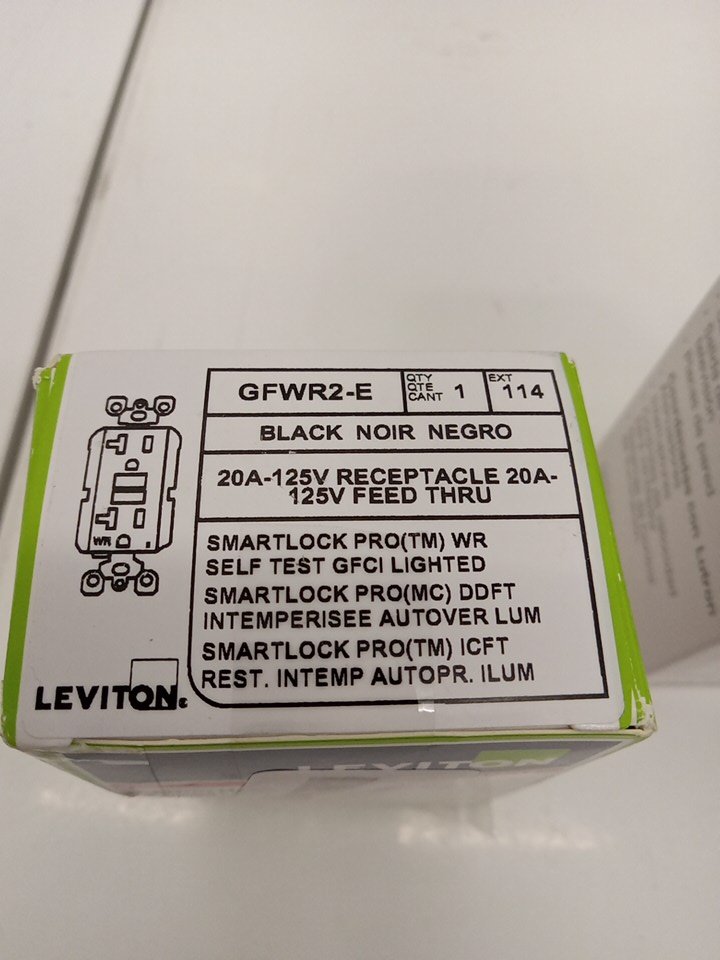 GFWR2-E
QTY
QTE
CANT 1
EXT
114
BLACK NOIR NEGRO
20A-125V RECEPTACLE 20A-
125V FEED THRU
SMARTLOCK PRO(TM) WR
SELF TEST GFCI LIGHTED
SMARTLOCK PRO(MC) DDFT
INTEMPERISEE AUTOVER LUM
SMARTLOCK PRO(TM) ICFT
REST. INTEMP AUTOPR. ILUM
WR
LEVITON
LEVITON